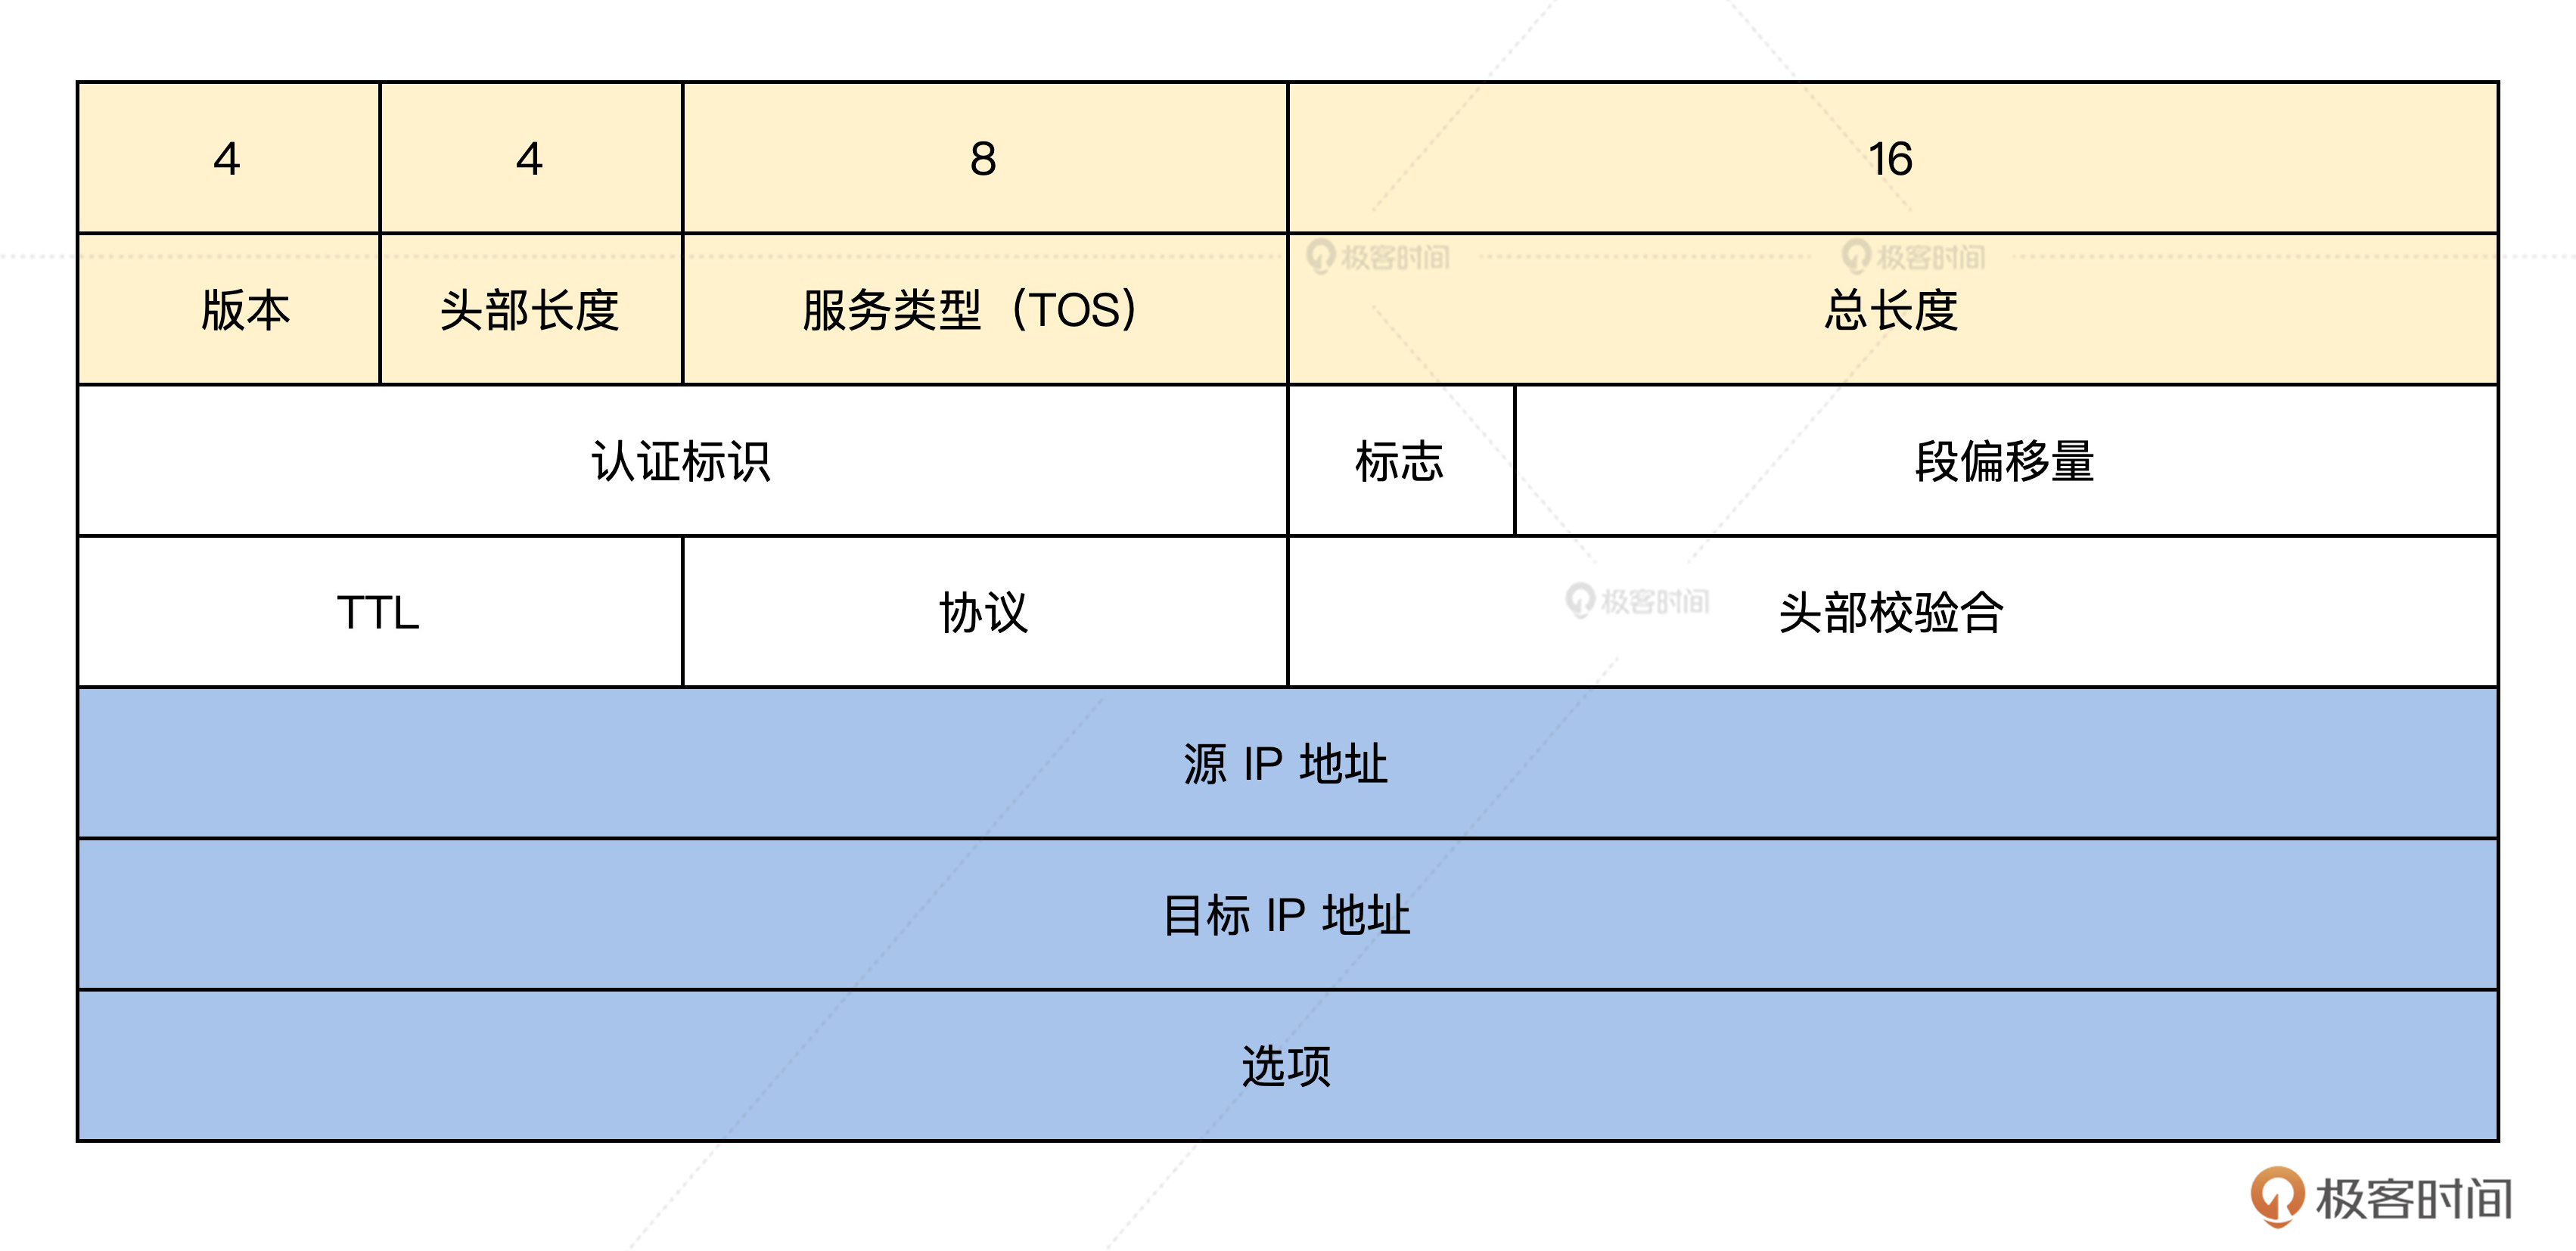 4 4 8 16
极客时间 极客时间
版本 头部长度 服务类型（TOS） 总长度
认证标识 标志 段偏移量
TTL 协议 头部校验合
极客时间
源 IP 地址
目标 IP 地址
选项
极客时间